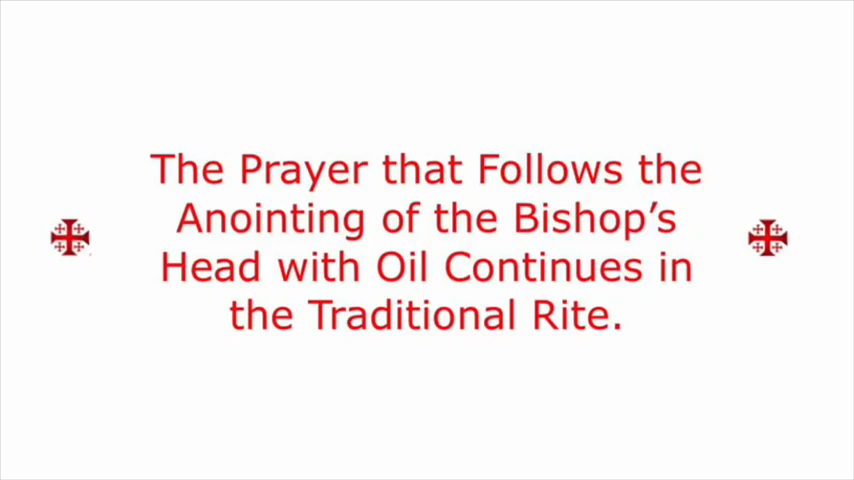 The Prayer that Follows the
Anointing of the Bishop’s
Head with Oil Continues in
the Traditional Rite.